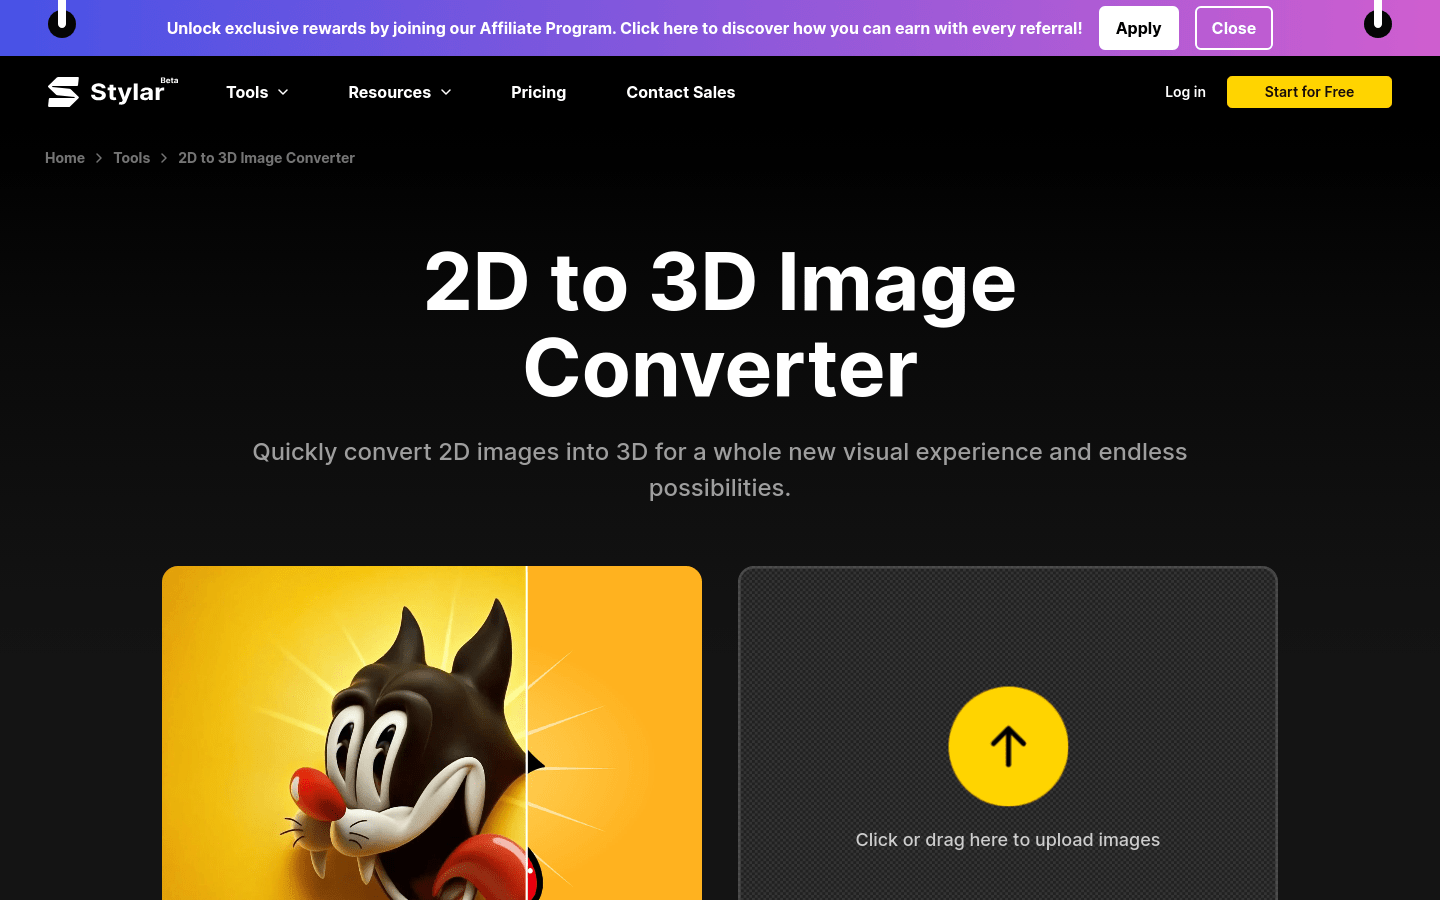 Unlock exclusive rewards by joining our Affiliate Program. Click here to discover how you can earn with every referral! Apply Close
Stylar Beta Tools Resources Pricing Contact Sales Log in Start for Free
Home Tools 2D to 3D Image Converter
2D to 3D Image
Converter
Quickly convert 2D images into 3D for a whole new visual experience and endless
possibilities.
Click or drag here to upload images